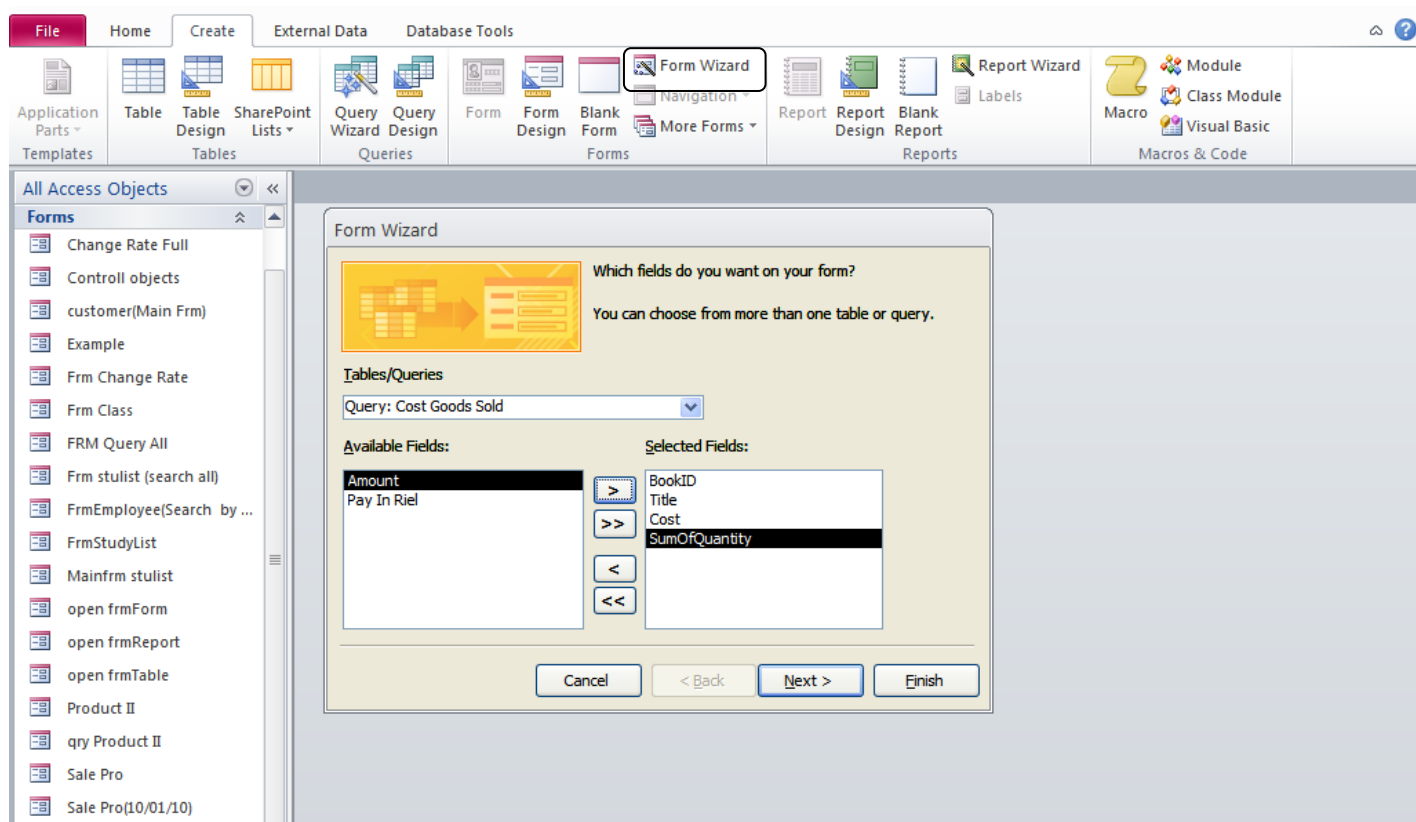 File Home Create External Data Database Tools
Form Wizard Report Wizard Module
Navigation Labels Class Module
Application Parts Table Table Design SharePoint Lists Query Wizard Query Design Form Form Design Blank Form More Forms Report Report Design Blank Report Macro Visual Basic
Templates Tables Queries Forms Reports Macros & Code
All Access Objects «
Forms
Change Rate Full
Controll objects
customer(Main Frm)
Example
Frm Change Rate
Frm Class
FRM Query All
Frm stulist (search all)
FrmEmployee(Search by ...
FrmStudyList
Mainfrm stulist
open frmForm
open frmReport
open frmTable
Product II
qry Product II
Sale Pro
Sale Pro(10/01/10)
Form Wizard
Which fields do you want on your form?
You can choose from more than one table or query.
Tables/Queries
Query: Cost Goods Sold
Available Fields: Selected Fields:
Amount
Pay In Riel
>
>>
<
<<
BookID
Title
Cost
SumOfQuantity
Cancel < Back Next > Finish